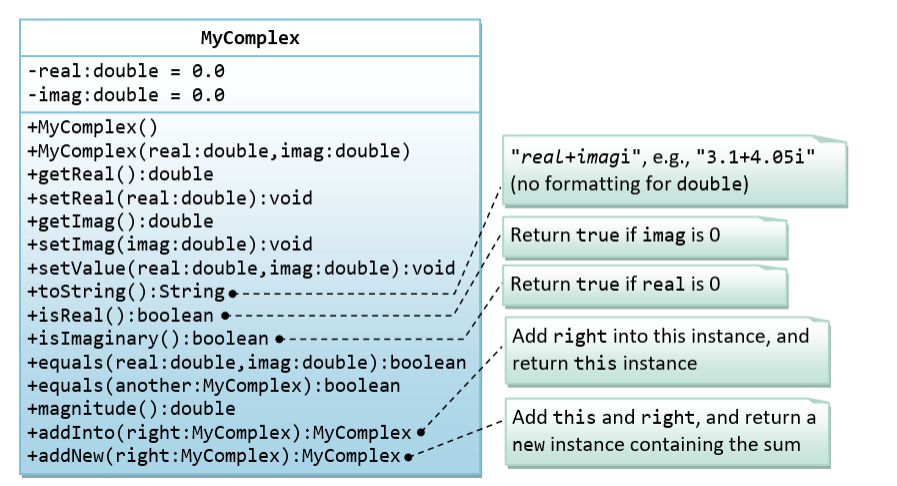 MyComplex
-real:double = 0.0
-imag:double = 0.0
+MyComplex()
+MyComplex(real:double,imag:double)
+getReal():double
+setReal(real:double):void
+getImag():double
+setImag(imag:double):void
+setValue(real:double,imag:double):void
+toString():String
+isReal():boolean
+isImaginary():boolean
+equals(real:double,imag:double):boolean
+equals(another:MyComplex):boolean
+magnitude():double
+addInto(right:MyComplex):MyComplex
+addNew(right:MyComplex):MyComplex
"real+imagi", e.g., "3.1+4.05i"
(no formatting for double)
Return true if imag is 0
Return true if real is 0
Add right into this instance, and
return this instance
Add this and right, and return a
new instance containing the sum